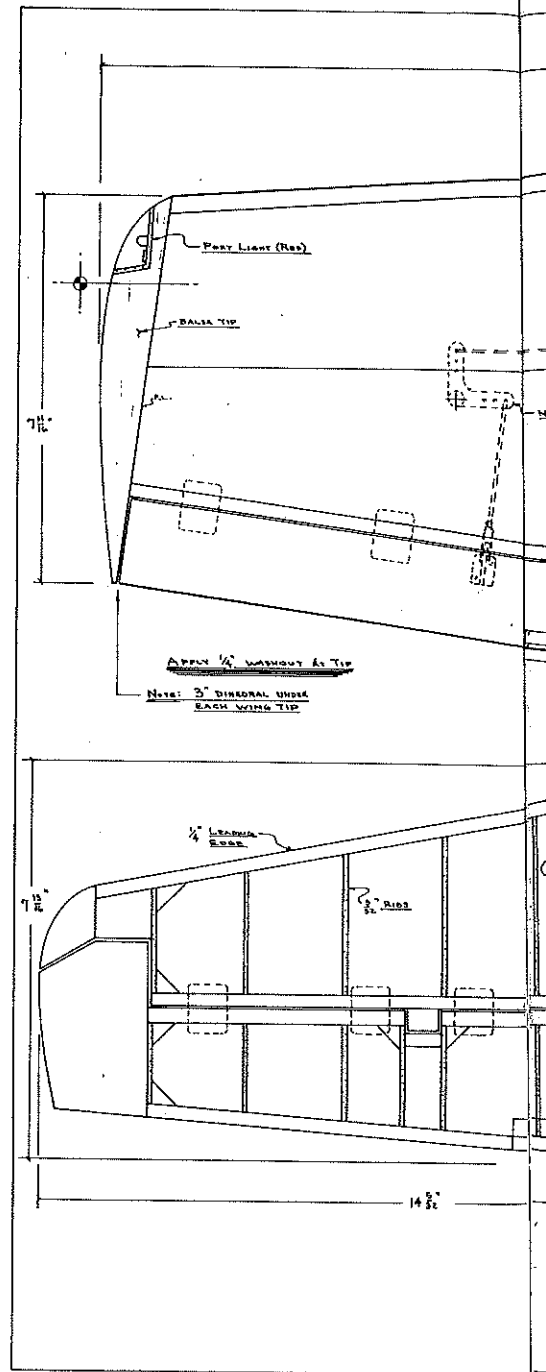 PORT LIGHT (RED)
BALSA TIP
P.L.
7 11/16"
APPLY 1/4" WASHOUT AT TIP
NOTE: 3" DIHEDRAL UNDER
EACH WING TIP
1/4" LEADING
EDGE
7 13/16"
3/32" RIBS
14 5/32"